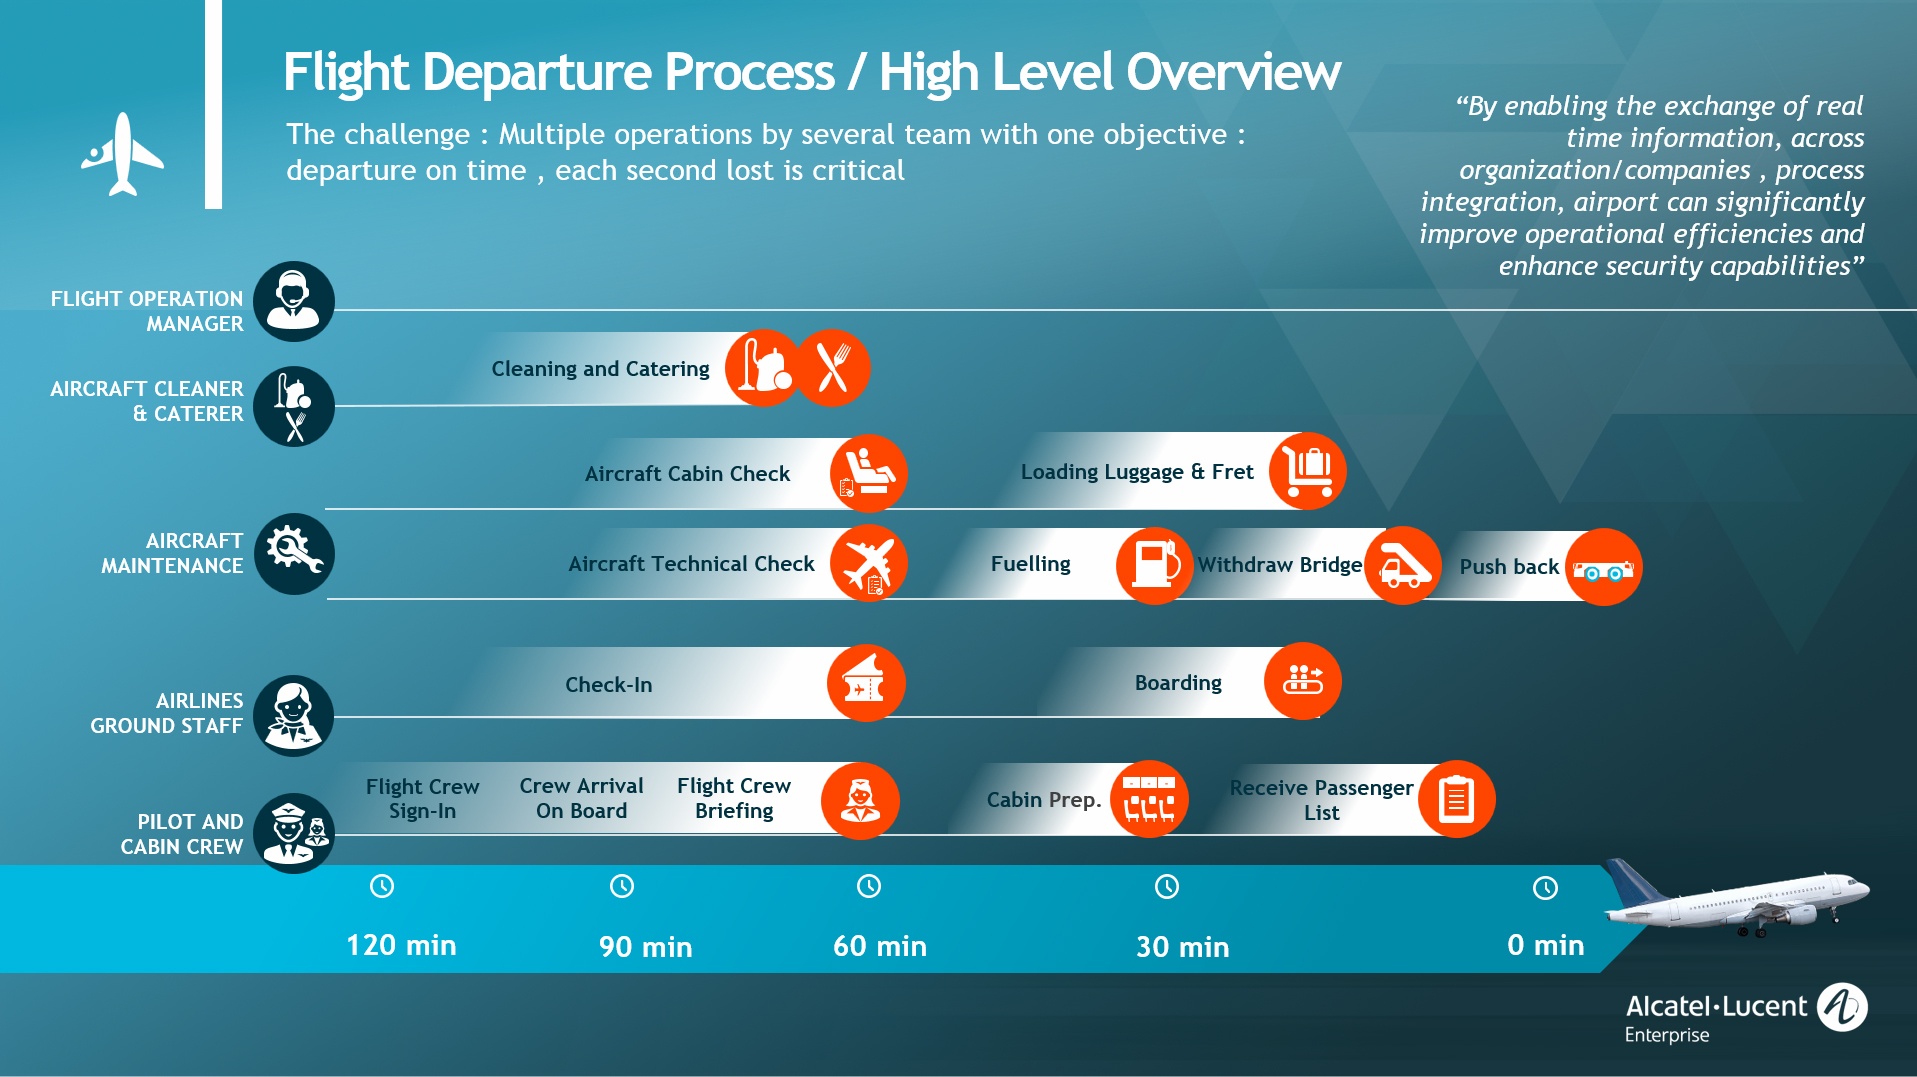 Flight Departure Process / High Level Overview
The challenge : Multiple operations by several team with one objective :
departure on time , each second lost is critical
“By enabling the exchange of real
time information, across
organization/companies , process
integration, airport can significantly
improve operational efficiencies and
enhance security capabilities”
FLIGHT OPERATION
MANAGER
Cleaning and Catering
AIRCRAFT CLEANER
& CATERER
Aircraft Cabin Check
Loading Luggage & Fret
AIRCRAFT
MAINTENANCE
Aircraft Technical Check
Fuelling
Withdraw Bridge
Push back
AIRLINES
GROUND STAFF
Check-In
Boarding
PILOT AND
CABIN CREW
Flight Crew
Sign-In
Crew Arrival
On Board
Flight Crew
Briefing
Cabin Prep.
Receive Passenger
List
120 min
90 min
60 min
30 min
0 min
Alcatel·Lucent
Enterprise